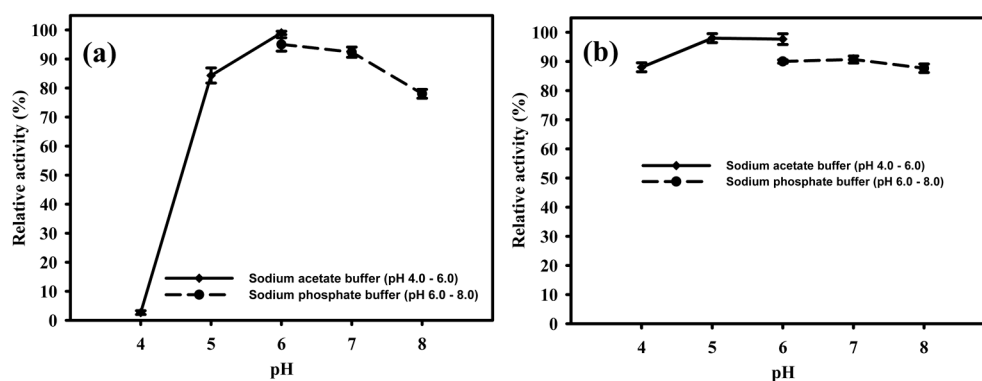 (a)
Relative activity (%)
100
90
80
70
60
50
40
30
20
10
0
Sodium acetate buffer (pH 4.0 - 6.0)
Sodium phosphate buffer (pH 6.0 - 8.0)
4 5 6 7 8
pH
(b)
Relative activity (%)
100
90
80
70
60
50
40
30
20
10
0
Sodium acetate buffer (pH 4.0 - 6.0)
Sodium phosphate buffer (pH 6.0 - 8.0)
4 5 6 7 8
pH